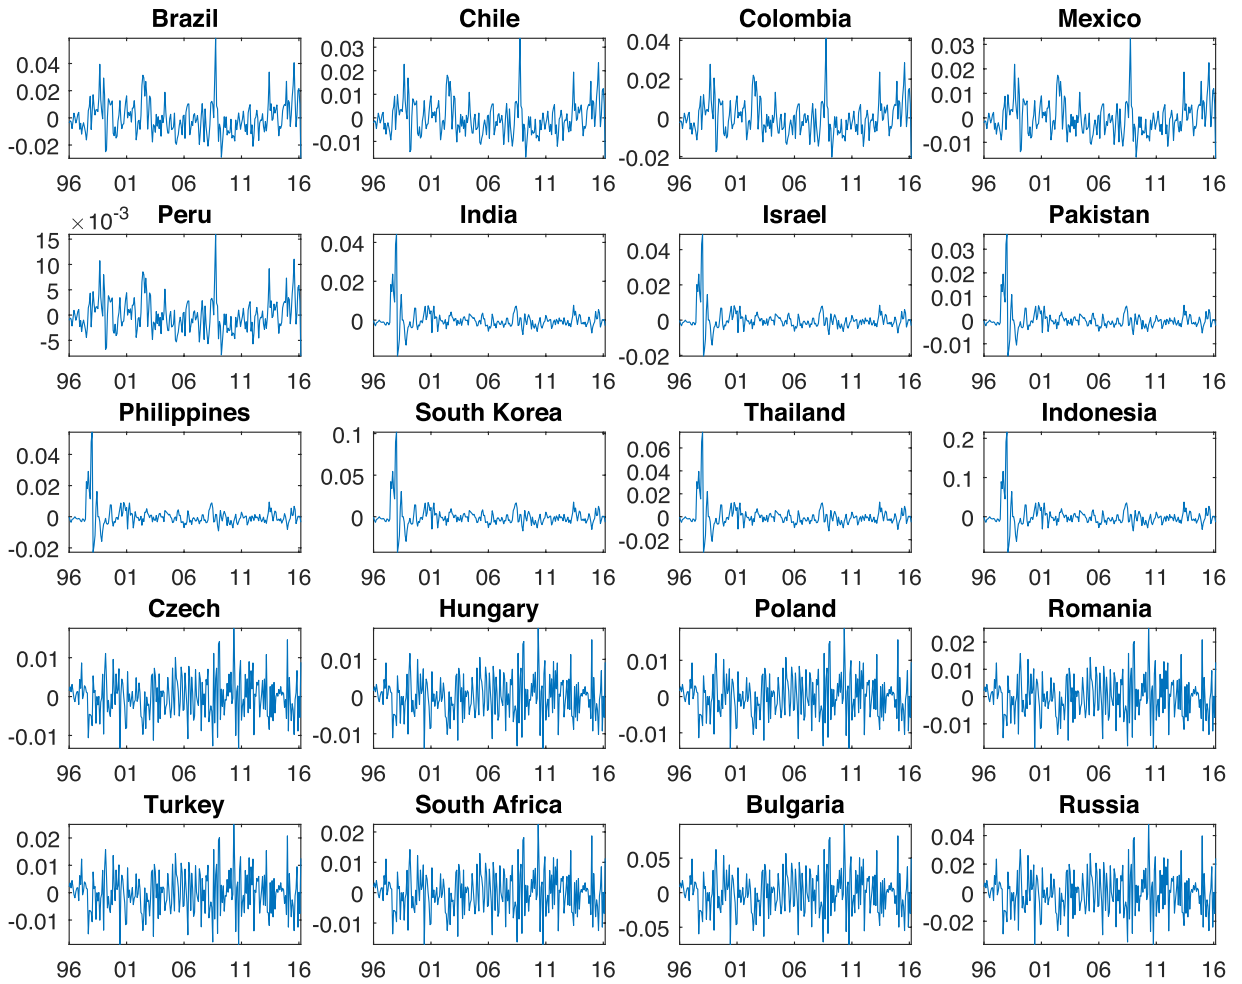 Brazil Chile Colombia Mexico
0.04 0.02 0 -0.02
0.03 0.02 0.01 0 -0.01
0.04 0.02 0 -0.02
0.03 0.02 0.01 0 -0.01
96 01 06 11 16 96 01 06 11 16 96 01 06 11 16 96 01 06 11 16
×10-3 Peru India Israel Pakistan
15 10 5 0 -5
0.04 0.02 0
0.04 0.02 0 -0.02
0.03 0.02 0.01 0 -0.01
96 01 06 11 16 96 01 06 11 16 96 01 06 11 16 96 01 06 11 16
Philippines South Korea Thailand Indonesia
0.04 0.02 0 -0.02
0.1 0.05 0
0.06 0.04 0.02 0 -0.02
0.2 0.1 0
96 01 06 11 16 96 01 06 11 16 96 01 06 11 16 96 01 06 11 16
Czech Hungary Poland Romania
0.01 0 -0.01
0.01 0 -0.01
0.01 0 -0.01
0.02 0.01 0 -0.01
96 01 06 11 16 96 01 06 11 16 96 01 06 11 16 96 01 06 11 16
Turkey South Africa Bulgaria Russia
0.02 0.01 0 -0.01
0.02 0.01 0 -0.01
0.05 0 -0.05
0.04 0.02 0 -0.02
96 01 06 11 16 96 01 06 11 16 96 01 06 11 16 96 01 06 11 16